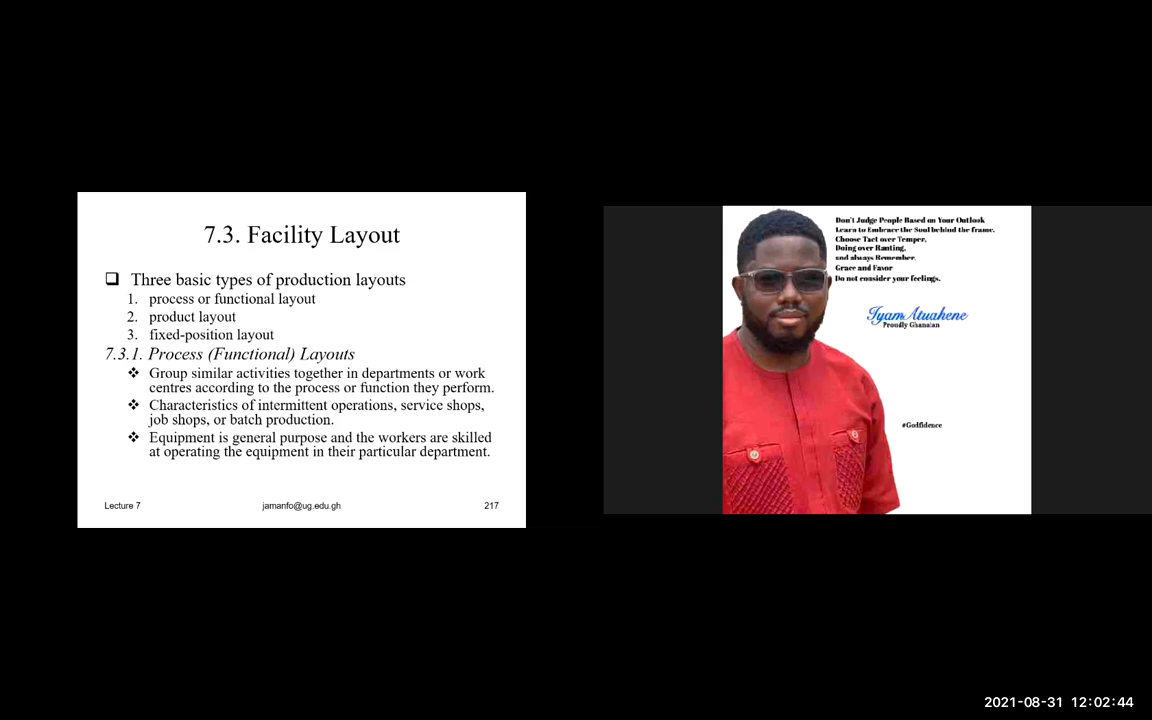 7.3. Facility Layout
❑ Three basic types of production layouts
1. process or functional layout
2. product layout
3. fixed-position layout
7.3.1. Process (Functional) Layouts
❖ Group similar activities together in departments or work
centres according to the process or function they perform.
❖ Characteristics of intermittent operations, service shops,
job shops, or batch production.
❖ Equipment is general purpose and the workers are skilled
at operating the equipment in their particular department.
Lecture 7 jamanfo@ug.edu.gh 217
Don't Judge People Based on Your Outlook
Learn to Embrace the Soul behind the frame.
Choose Tact over Temper,
Doing over Ranting,
and always Remember,
Grace and Favor
Do not consider your feelings.
IyamAtuahene
Proudly Ghanaian
#Godfidence
2021-08-31 12:02:44